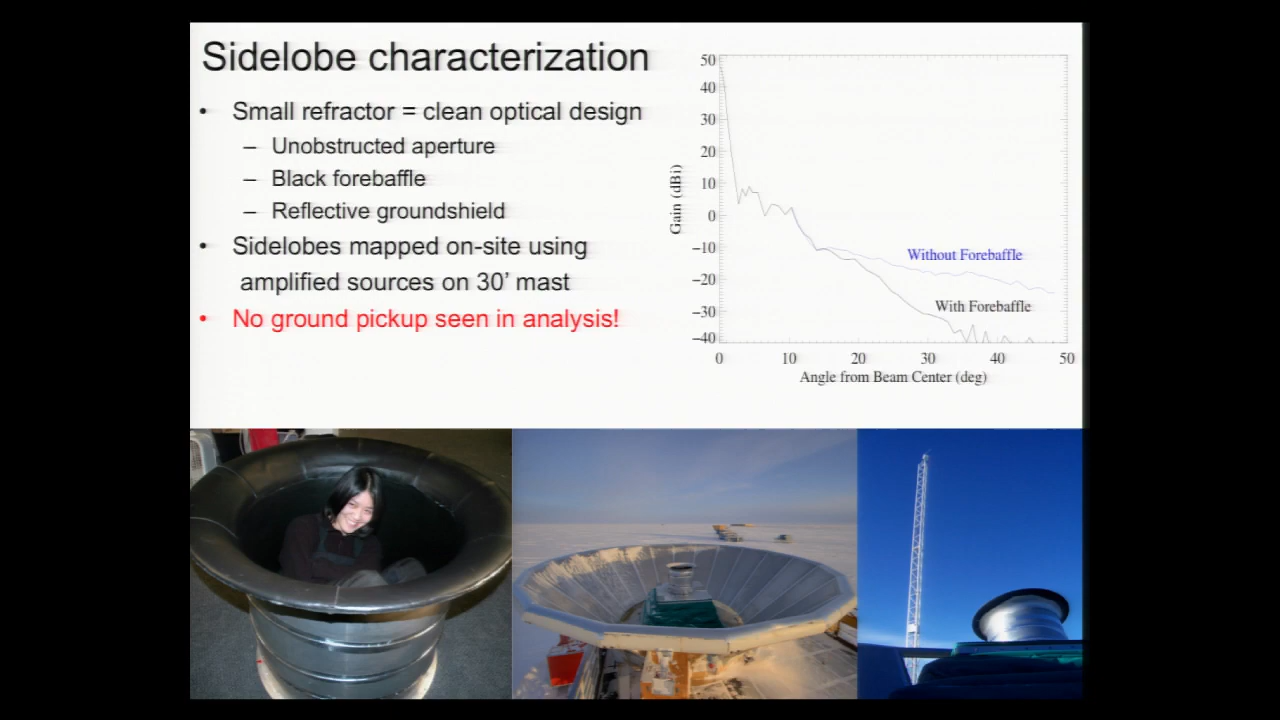 Sidelobe characterization
• Small refractor = clean optical design
– Unobstructed aperture
– Black forebaffle
– Reflective groundshield
• Sidelobes mapped on-site using
amplified sources on 30’ mast
• No ground pickup seen in analysis!
Gain (dBi)
50
40
30
20
10
0
−10
−20
−30
−40
Without Forebaffle
With Forebaffle
0 10 20 30 40 50
Angle from Beam Center (deg)